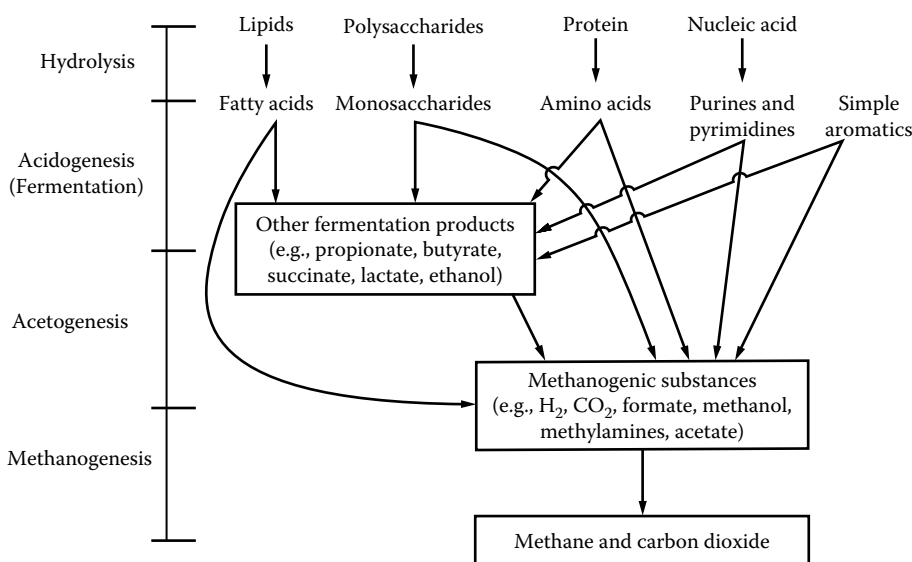 Lipids
Polysaccharides
Protein
Nucleic acid
Hydrolysis
Fatty acids
Monosaccharides
Amino acids
Purines and
pyrimidines
Simple
aromatics
Acidogenesis
(Fermentation)
Other fermentation products
(e.g., propionate, butyrate,
succinate, lactate, ethanol)
Acetogenesis
Methanogenic substances
(e.g., H₂, CO₂, formate, methanol,
methylamines, acetate)
Methanogenesis
Methane and carbon dioxide